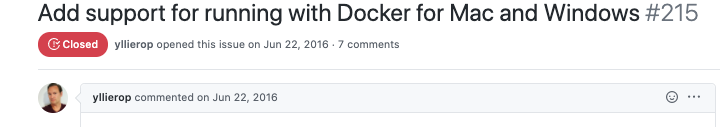 Add support for running with Docker for Mac and Windows #215
Closed yllierop opened this issue on Jun 22, 2016 · 7 comments
yllierop commented on Jun 22, 2016